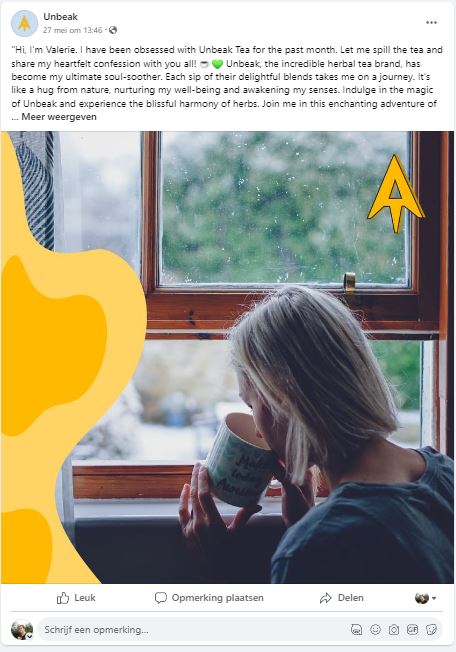 Unbeak
27 mei om 13:46 ·
"Hi, I'm Valerie. I have been obsessed with Unbeak Tea for the past month. Let me spill the tea and
share my heartfelt confession with you all! ☕💚 Unbeak, the incredible herbal tea brand, has
become my ultimate soul-soother. Each sip of their delightful blends takes me on a journey. It's
like a hug from nature, nurturing my well-being and awakening my senses. Indulge in the magic
of Unbeak and experience the blissful harmony of herbs. Join me in this enchanting adventure of
... Meer weergeven
Make
today
Awesome
Leuk
Opmerking plaatsen
Delen
Schrijf een opmerking...
GIF